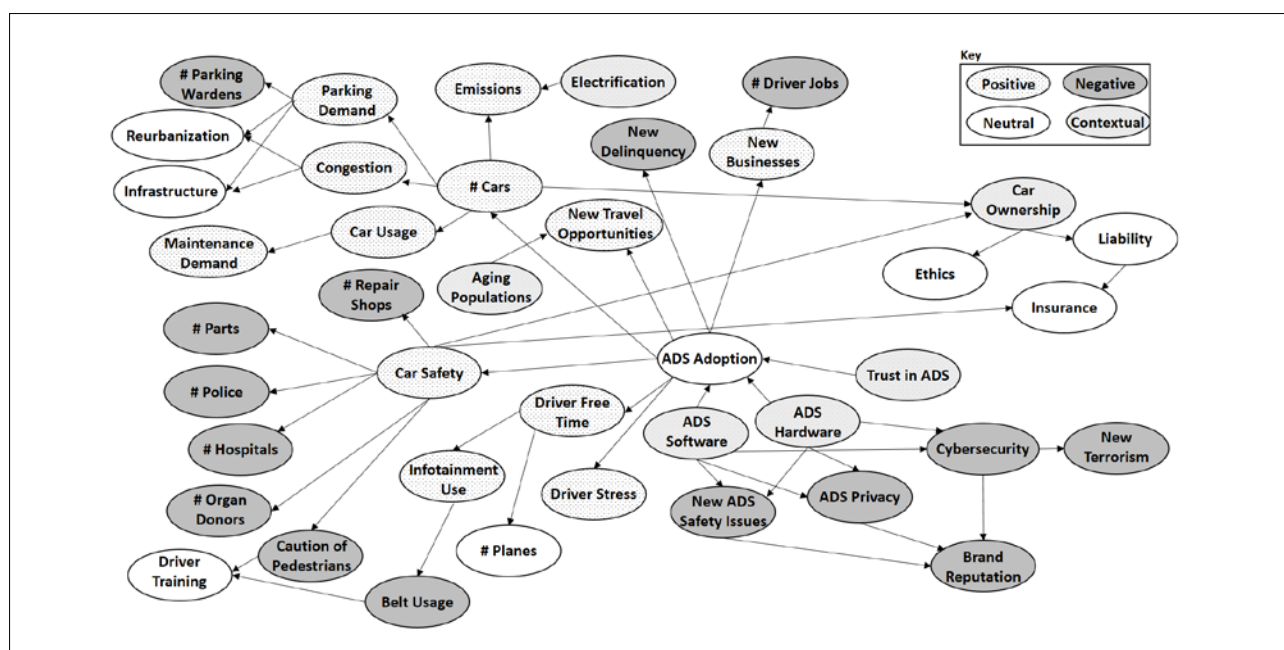 Key
Positive
Negative
Neutral
Contextual
# Parking
Wardens
Parking
Demand
Emissions
Electrification
# Driver Jobs
Reurbanization
New
Delinquency
New
Businesses
Infrastructure
Congestion
# Cars
Car
Ownership
Maintenance
Demand
Car Usage
New Travel
Opportunities
Liability
Ethics
# Repair
Shops
Aging
Populations
Insurance
# Parts
Car Safety
ADS Adoption
Trust in ADS
# Police
Driver Free
Time
ADS
Software
ADS
Hardware
# Hospitals
Infotainment
Use
Cybersecurity
New
Terrorism
# Organ
Donors
Driver Stress
New ADS
Safety Issues
ADS Privacy
Driver
Training
Caution of
Pedestrians
# Planes
Brand
Reputation
Belt Usage